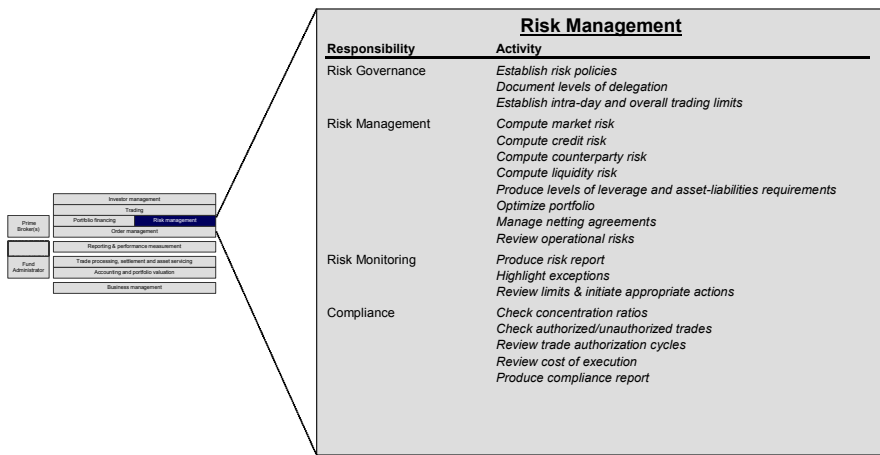 Risk Management
Responsibility Activity
Risk Governance Establish risk policies
Document levels of delegation
Establish intra-day and overall trading limits
Risk Management Compute market risk
Compute credit risk
Compute counterparty risk
Compute liquidity risk
Produce levels of leverage and asset-liabilities requirements
Optimize portfolio
Manage netting agreements
Review operational risks
Risk Monitoring Produce risk report
Highlight exceptions
Review limits & initiate appropriate actions
Compliance Check concentration ratios
Check authorized/unauthorized trades
Review trade authorization cycles
Review cost of execution
Produce compliance report
Investor management
Trading
Prime
Broker(s)
Portfolio financing Risk management
Order management
Reporting & performance measurement
Fund
Administrator
Trade processing, settlement and asset servicing
Accounting and portfolio valuation
Business management